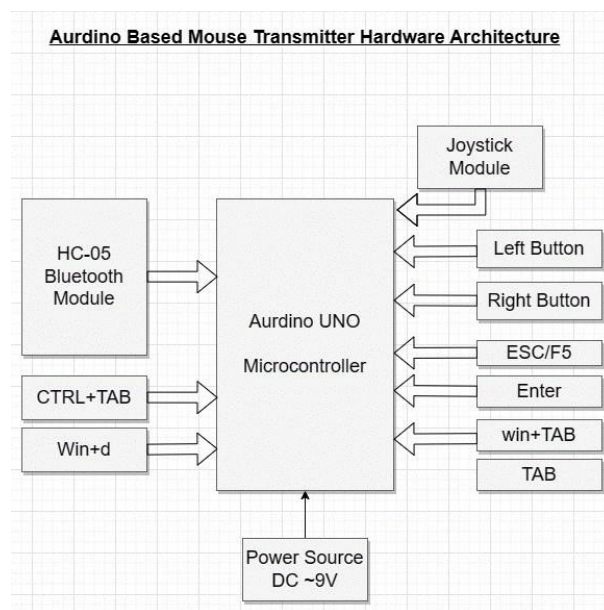 Aurdino Based Mouse Transmitter Hardware Architecture
Joystick
Module
HC-05
Bluetooth
Module
Left Button
Right Button
Aurdino UNO
Microcontroller
ESC/F5
CTRL+TAB
Enter
Win+d
win+TAB
TAB
Power Source
DC ~9V